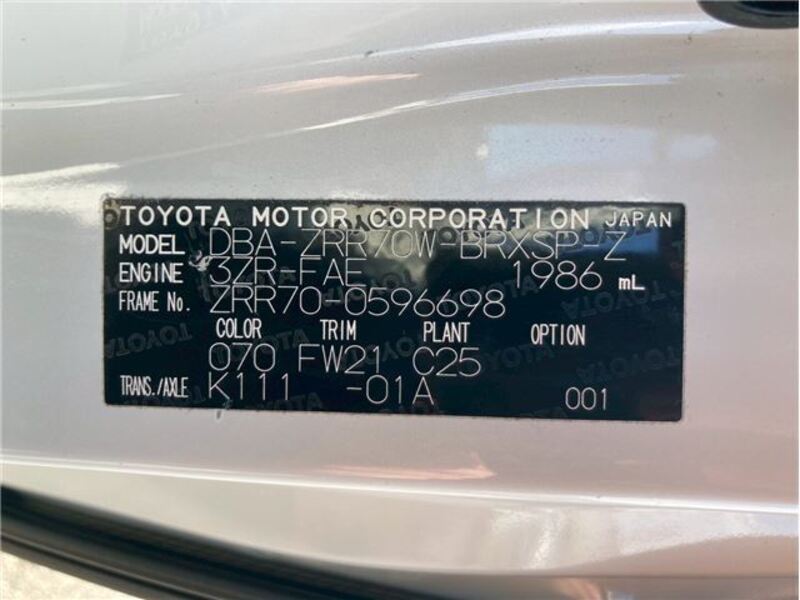 TOYOTA MOTOR CORPORATION JAPAN
MODEL DBA-ZRR70W-BRXSP-Z
ENGINE 3ZR-FAE 1986 mL
FRAME No. ZRR70-0596698
COLOR TRIM PLANT OPTION
070 FW21 C25
TRANS./AXLE K111 -01A 001